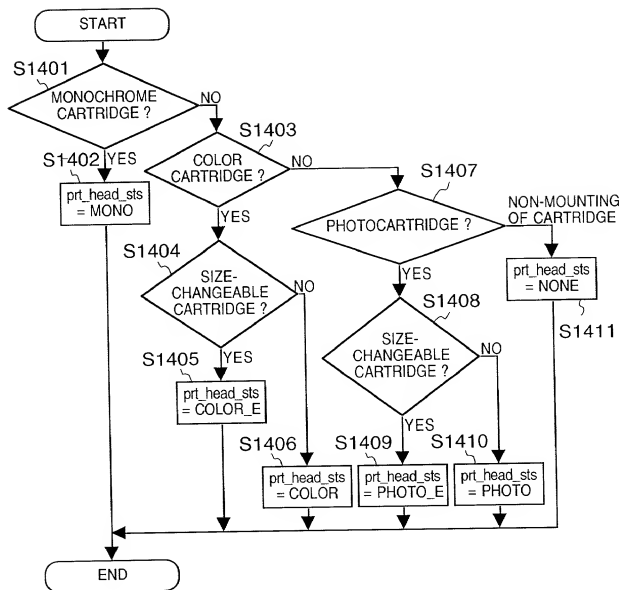 START
S1401
MONOCHROME
CARTRIDGE ?
NO
S1402
YES
prt_head_sts
= MONO
S1403
COLOR
CARTRIDGE ?
NO
YES
S1404
SIZE-
CHANGEABLE
CARTRIDGE ?
NO
S1405
YES
prt_head_sts
= COLOR_E
S1406
prt_head_sts
= COLOR
S1407
PHOTOCARTRIDGE ?
NON-MOUNTING
OF CARTRIDGE
YES
prt_head_sts
= NONE
S1411
S1408
SIZE-
CHANGEABLE
CARTRIDGE ?
NO
YES
S1409
prt_head_sts
= PHOTO_E
S1410
prt_head_sts
= PHOTO
END